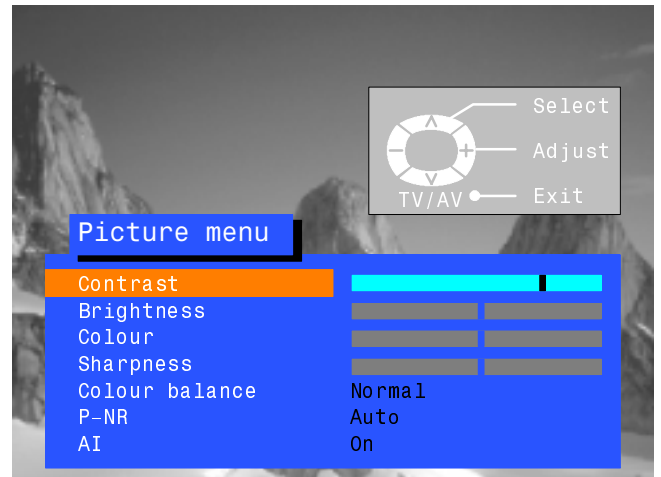 Select
Adjust
TV/AV Exit
Picture menu
Contrast
Brightness
Colour
Sharpness
Colour balance Normal
P-NR Auto
AI On